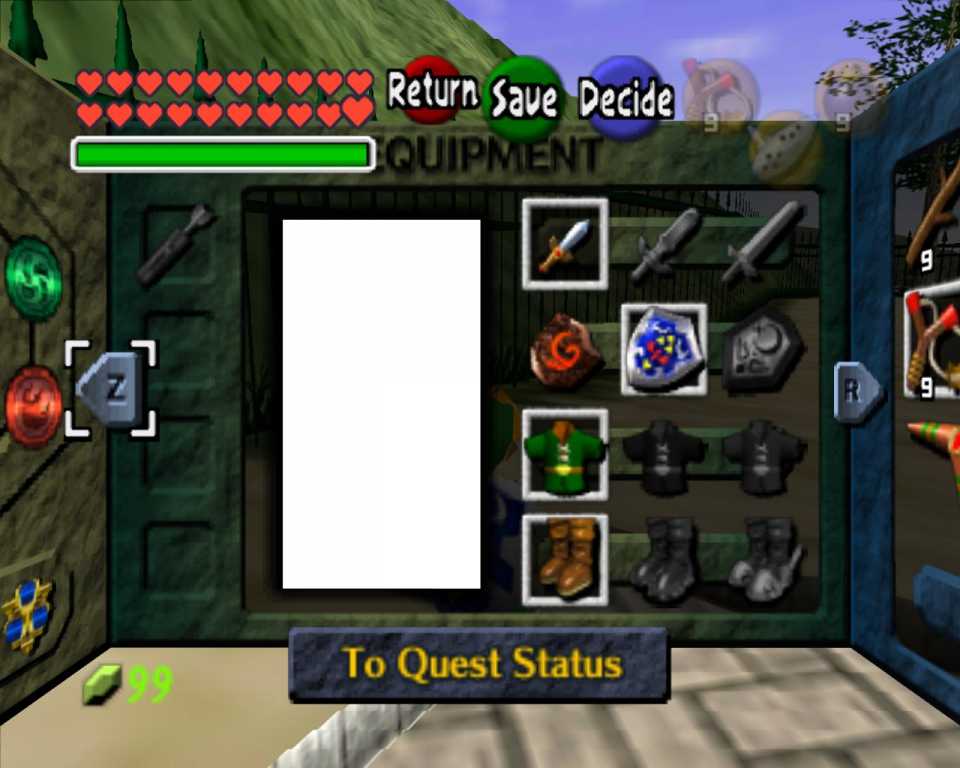 Return Save Decide
9 9
EQUIPMENT
9
Z R
9
To Quest Status
99